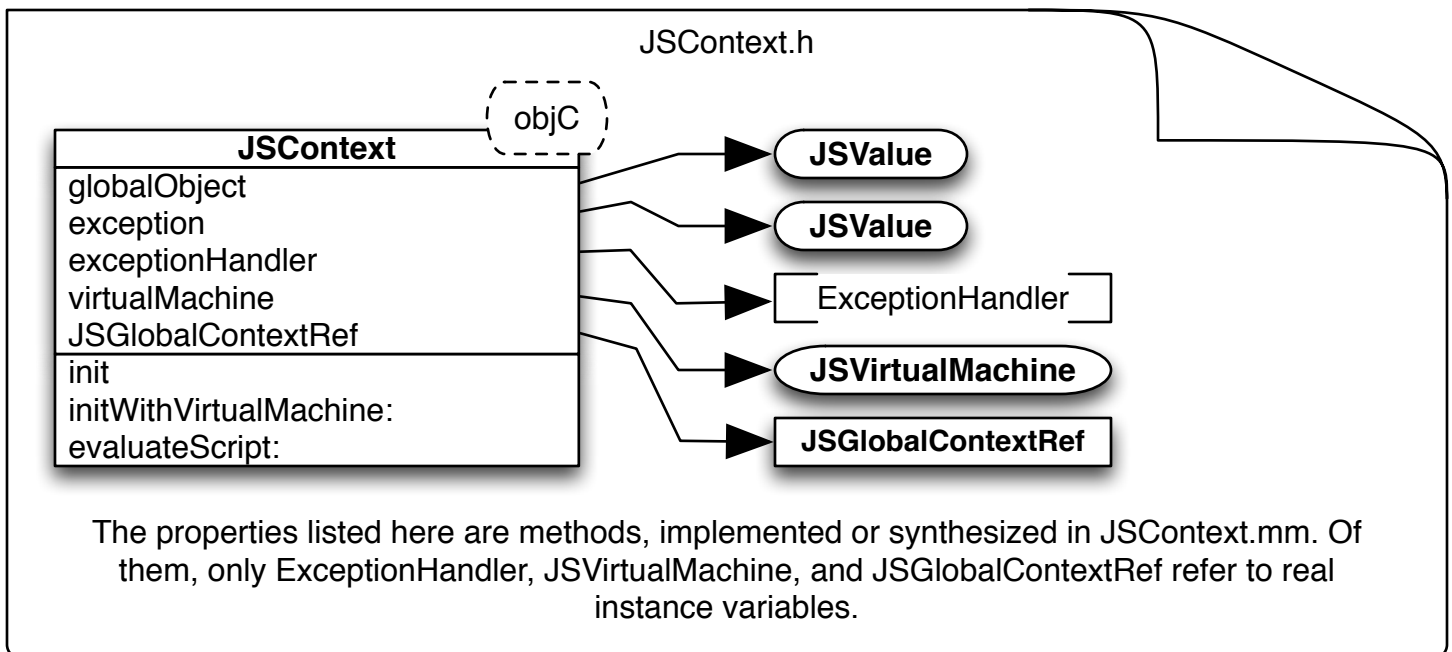 JSContext.h
objC
JSContext
globalObject
exception
exceptionHandler
virtualMachine
JSGlobalContextRef
init
initWithVirtualMachine:
evaluateScript:
JSValue
JSValue
ExceptionHandler
JSVirtualMachine
JSGlobalContextRef
The properties listed here are methods, implemented or synthesized in JSContext.mm. Of
them, only ExceptionHandler, JSVirtualMachine, and JSGlobalContextRef refer to real
instance variables.